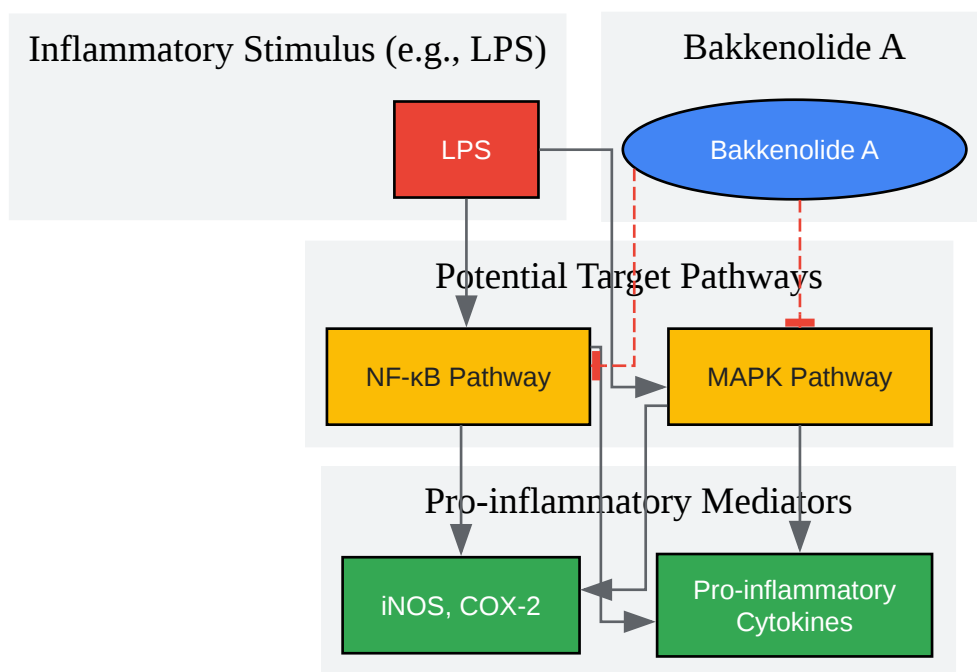 Inflammatory Stimulus (e.g., LPS)
Bakkenolide A
LPS
Bakkenolide A
Potential Target Pathways
NF-κB Pathway
MAPK Pathway
Pro-inflammatory Mediators
iNOS, COX-2
Pro-inflammatory
Cytokines